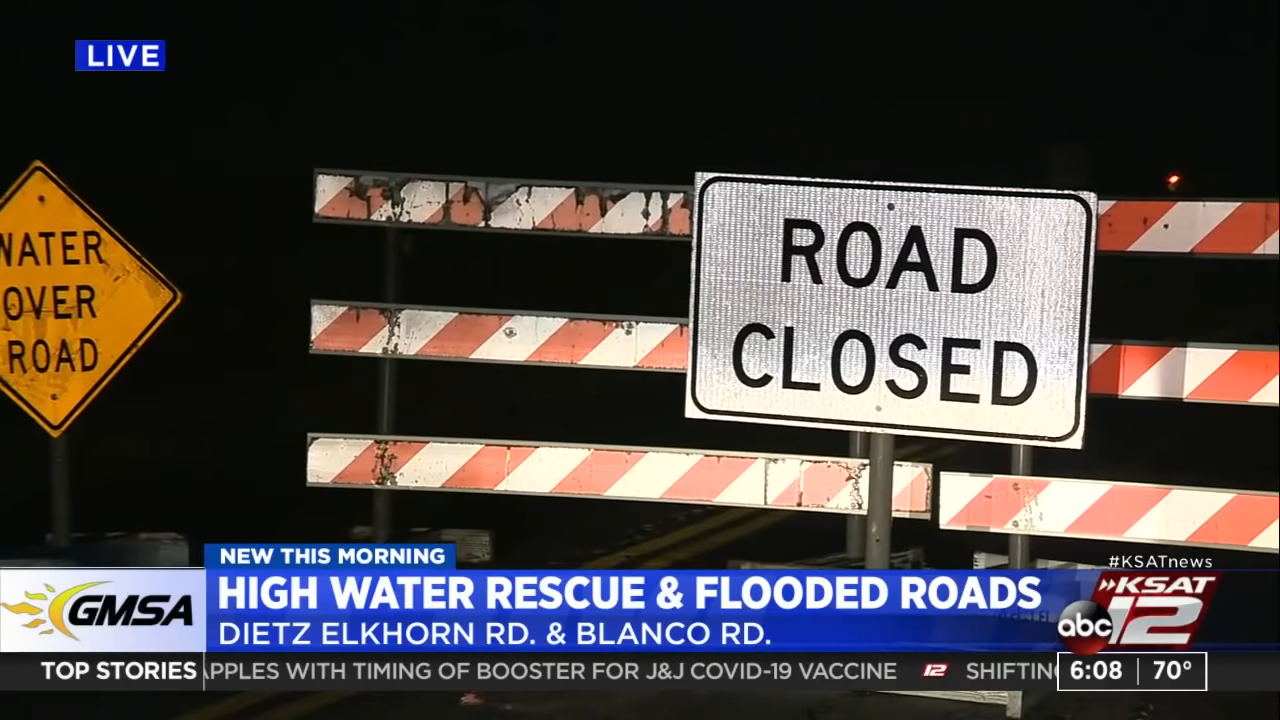 LIVE
WATER
OVER
ROAD
ROAD
CLOSED
NEW THIS MORNING
#KSATnews
GMSA
HIGH WATER RESCUE & FLOODED ROADS
DIETZ ELKHORN RD. & BLANCO RD.
KSAT
abc 12
TOP STORIES
PPLES WITH TIMING OF BOOSTER FOR J&J COVID-19 VACCINE 12 SHIFTIN
6:08 70°